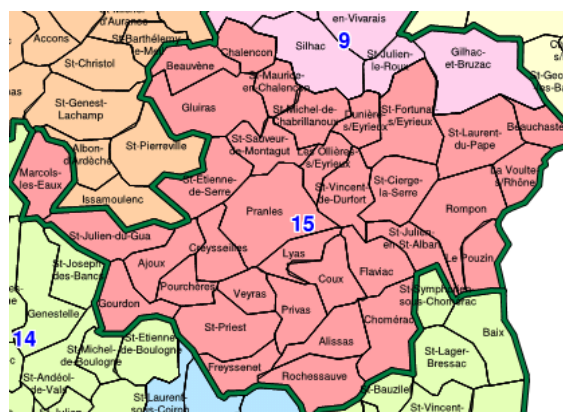 d'Aurance
en-Vivarais
Accons
St-Barthélemy
-le-Meil
Chalencon
Silhac
9
St-Julien
-le-Roux
Gilhac
-et-Bruzac
St-Christol
Beauvène
St-Maurice
-en-Chalencon
St-Genest
-Lachamp
Gluiras
St-Michel-de
-Chabrillanoux
Dunière
-s/Eyrieux
St-Fortunat
-s/Eyrieux
St-Laurent
-du-Pape
Beauchastel
Albon
-d'Ardèche
St-Pierreville
St-Sauveur
-de-Montagut
Les Ollières
-s/Eyrieux
Marcols
-les-Eaux
St-Etienne
-de-Serre
St-Vincent
-de-Durfort
St-Cierge
-la-Serre
La Voulte
-s/Rhône
Issamoulenc
Pranles
15
Rompon
St-Julien-du-Gua
Creysseilles
Lyas
St-Julien
-en-St-Alban
St-Joseph
-des-Bancs
Ajoux
Pourchères
Coux
Flaviac
Le Pouzin
Gourdon
Veyras
Privas
St-Symphorien
-sous-Chomérac
Genestelle
14
St-Priest
Chomérac
Baix
St-Etienne
-de-Boulogne
Alissas
St-Michel
-de-Boulogne
Freyssenet
St-Lager
-Bressac
St-Andéol
-de-Vals
Rochessauve
St-Bauzile
St-Laurent
-sous-Coiron
St-Vincent-
St-Julien